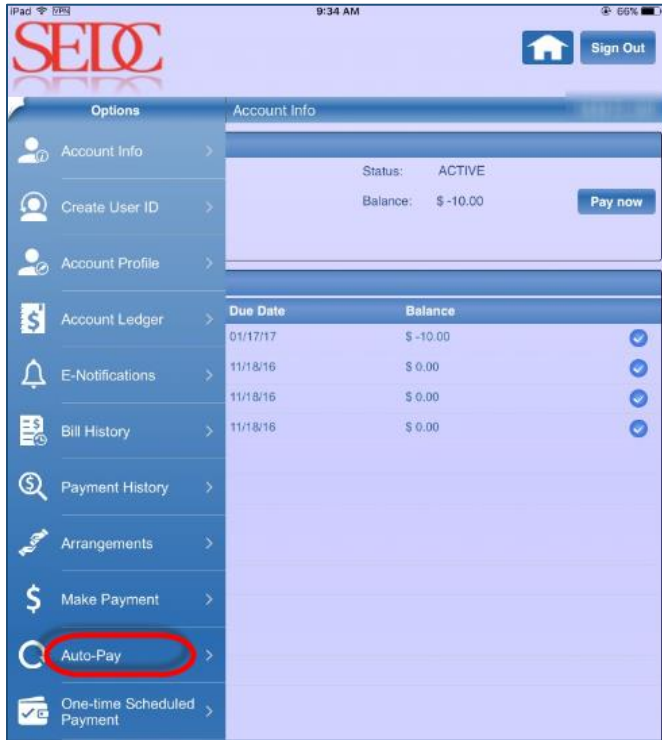 iPad VPN 9:34 AM 66%
SEDC
Sign Out
Options
Account Info
Account Info
Create User ID
Account Profile
Account Ledger
E-Notifications
Bill History
Payment History
Arrangements
Make Payment
Auto-Pay
One-time Scheduled
Payment
Status: ACTIVE
Balance: $ -10.00
Pay now
Due Date Balance
01/17/17 $ -10.00
11/18/16 $ 0.00
11/18/16 $ 0.00
11/18/16 $ 0.00